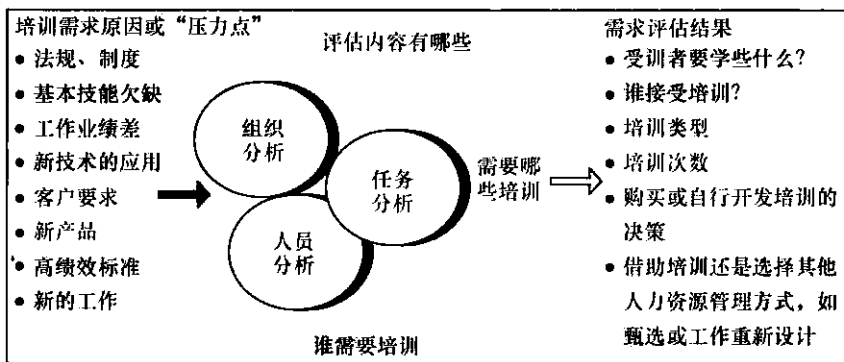 培训需求原因或“压力点”
● 法规、制度
● 基本技能欠缺
● 工作业绩差
● 新技术的应用
● 客户要求
● 新产品
● 高绩效标准
● 新的工作
评估内容有哪些
组织
分析
任务
分析
人员
分析
需要哪
些培训
谁需要培训
需求评估结果
● 受训者要学些什么?
● 谁接受培训?
● 培训类型
● 培训次数
● 购买或自行开发培训的
决策
● 借助培训还是选择其他
人力资源管理方式，如
甄选或工作重新设计